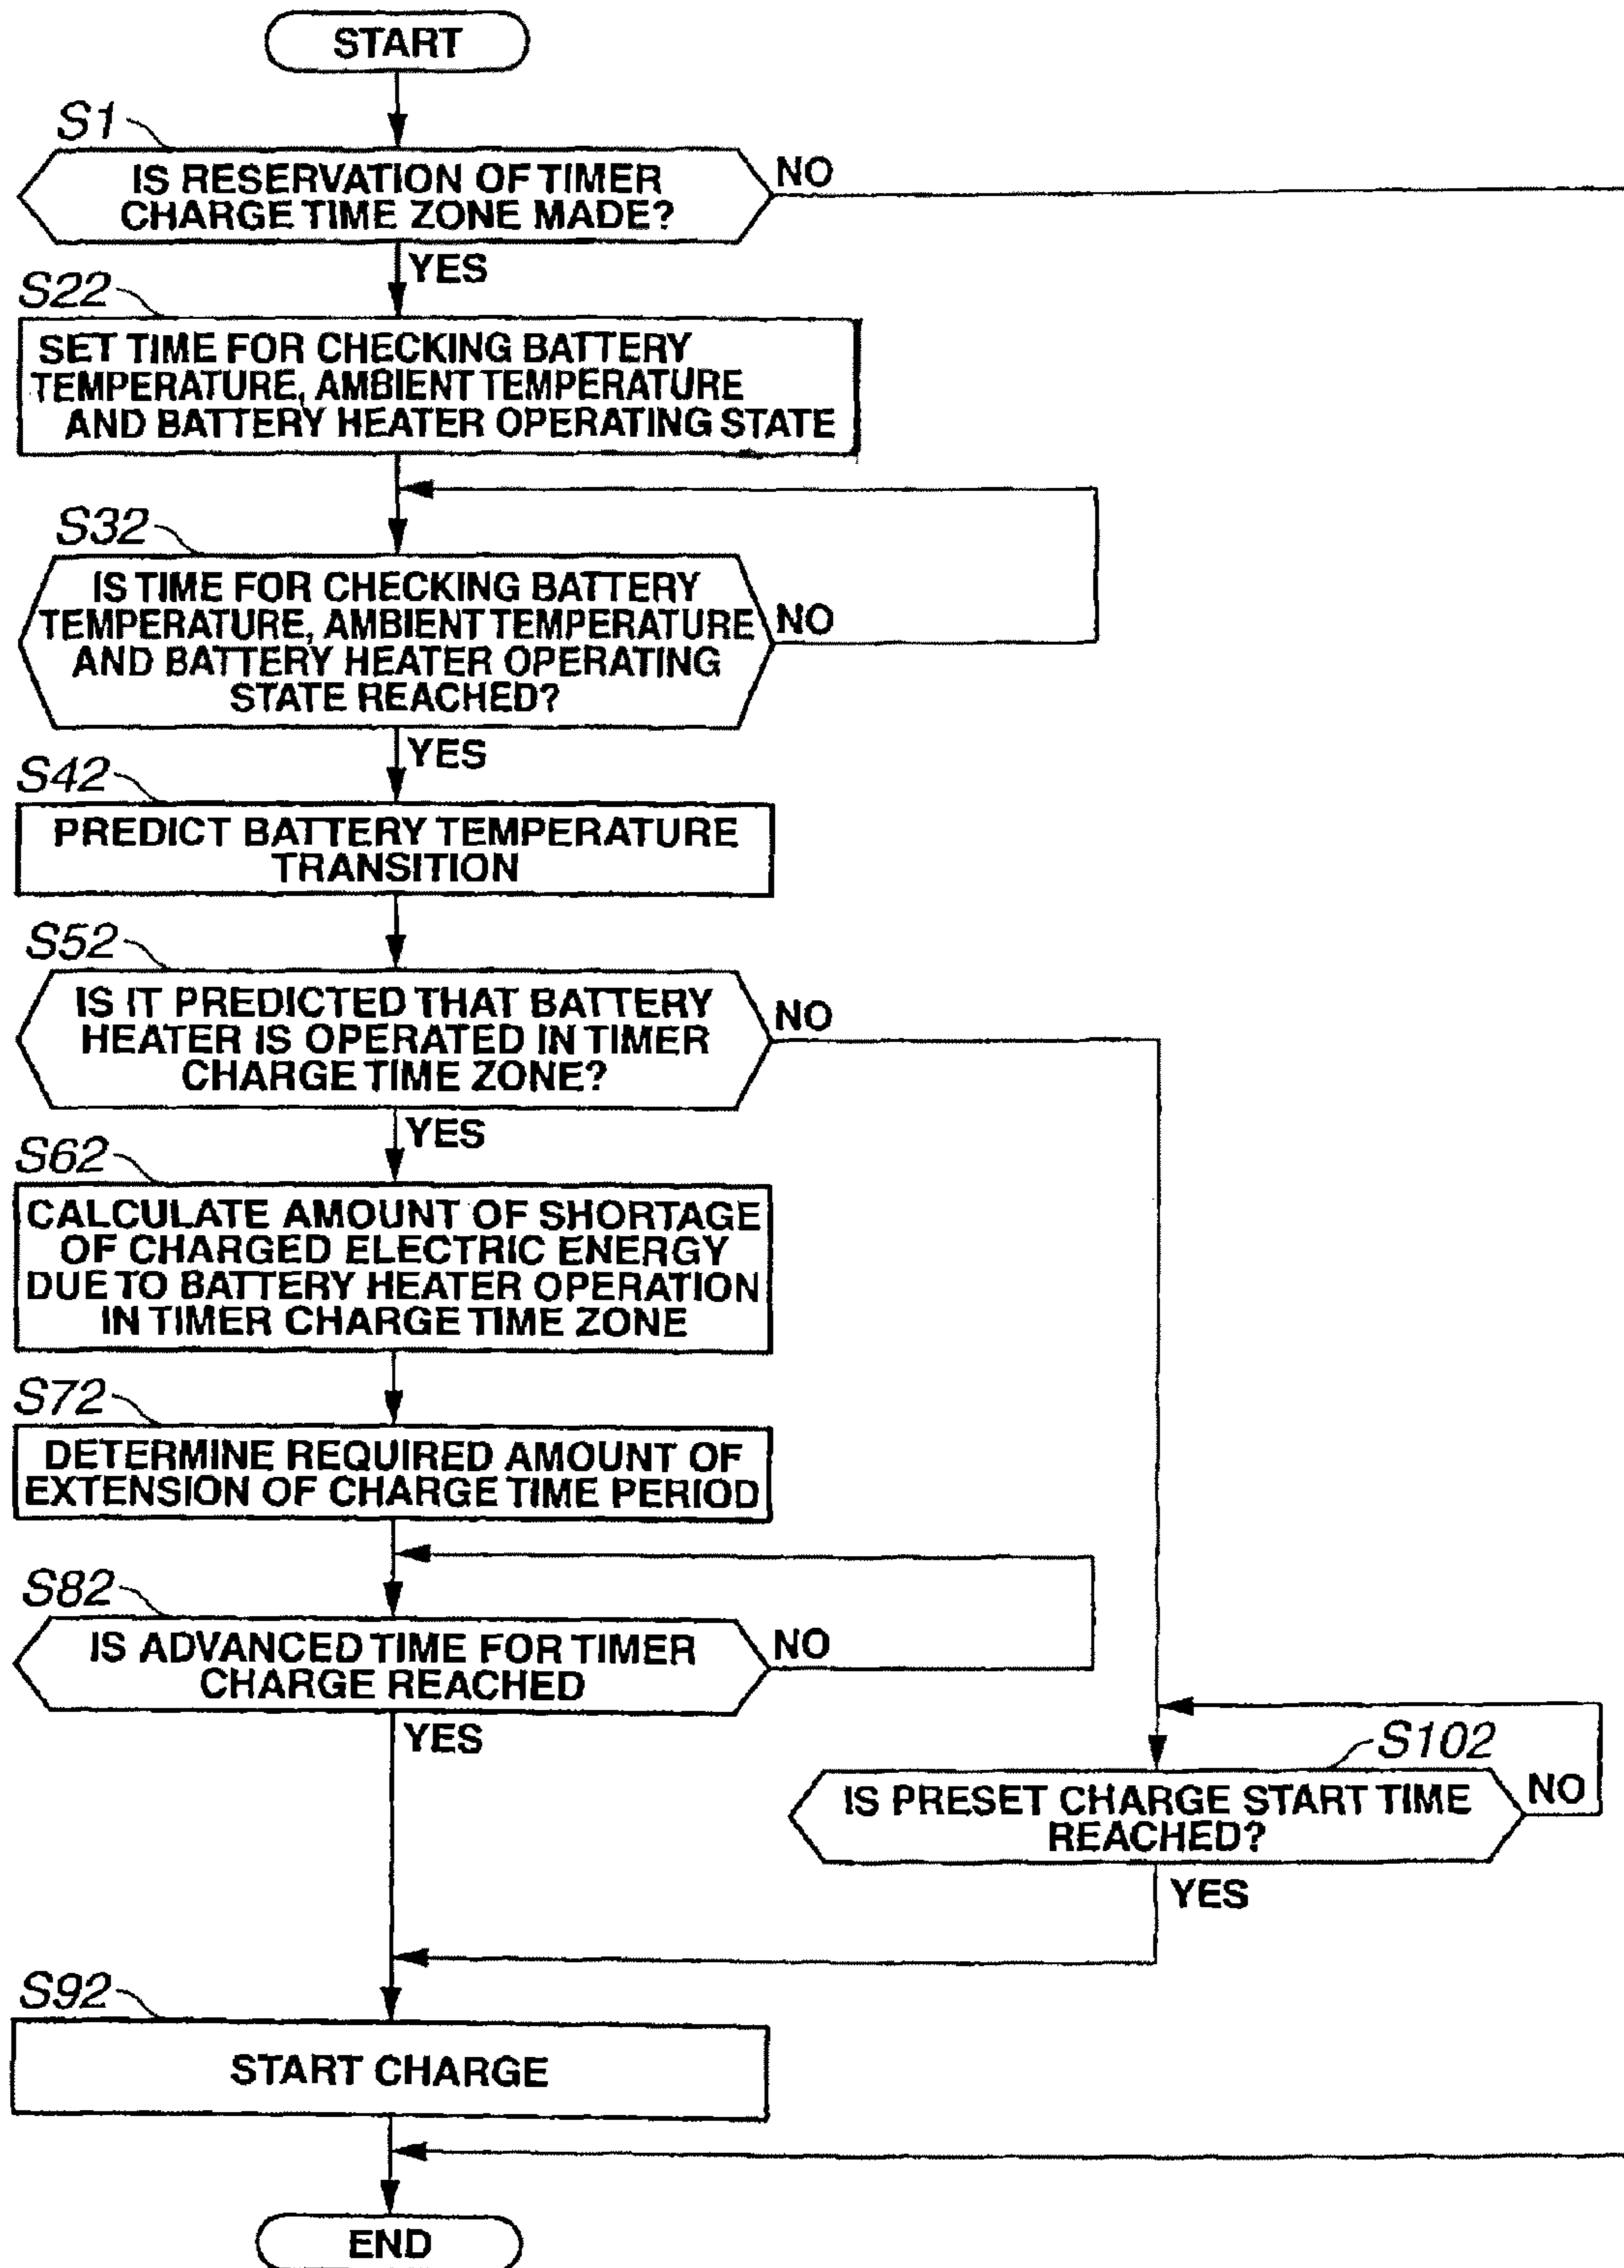 START
S1
IS RESERVATION OF TIMER
CHARGE TIME ZONE MADE?
NO
YES
S22
SET TIME FOR CHECKING BATTERY
TEMPERATURE, AMBIENT TEMPERATURE
AND BATTERY HEATER OPERATING STATE
S32
IS TIME FOR CHECKING BATTERY
TEMPERATURE, AMBIENT TEMPERATURE
AND BATTERY HEATER OPERATING
STATE REACHED?
NO
YES
S42
PREDICT BATTERY TEMPERATURE
TRANSITION
S52
IS IT PREDICTED THAT BATTERY
HEATER IS OPERATED IN TIMER
CHARGE TIME ZONE?
NO
YES
S62
CALCULATE AMOUNT OF SHORTAGE
OF CHARGED ELECTRIC ENERGY
DUE TO BATTERY HEATER OPERATION
IN TIMER CHARGE TIME ZONE
S72
DETERMINE REQUIRED AMOUNT OF
EXTENSION OF CHARGE TIME PERIOD
S82
IS ADVANCED TIME FOR TIMER
CHARGE REACHED
NO
YES
S102
IS PRESET CHARGE START TIME
REACHED?
NO
YES
S92
START CHARGE
END